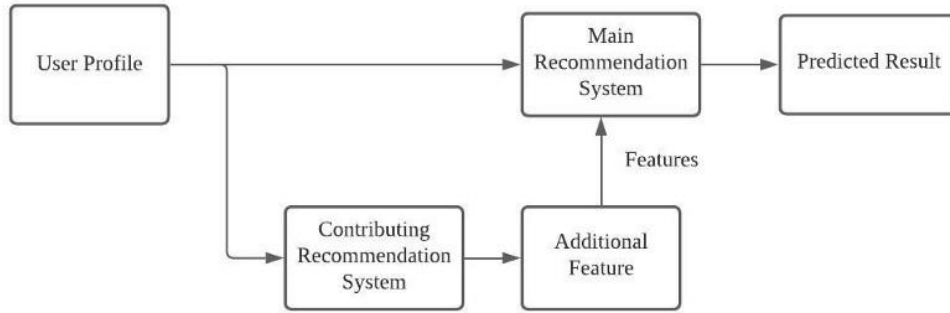 User Profile
Main
Recommendation
System
Predicted Result
Features
Contributing
Recommendation
System
Additional
Feature